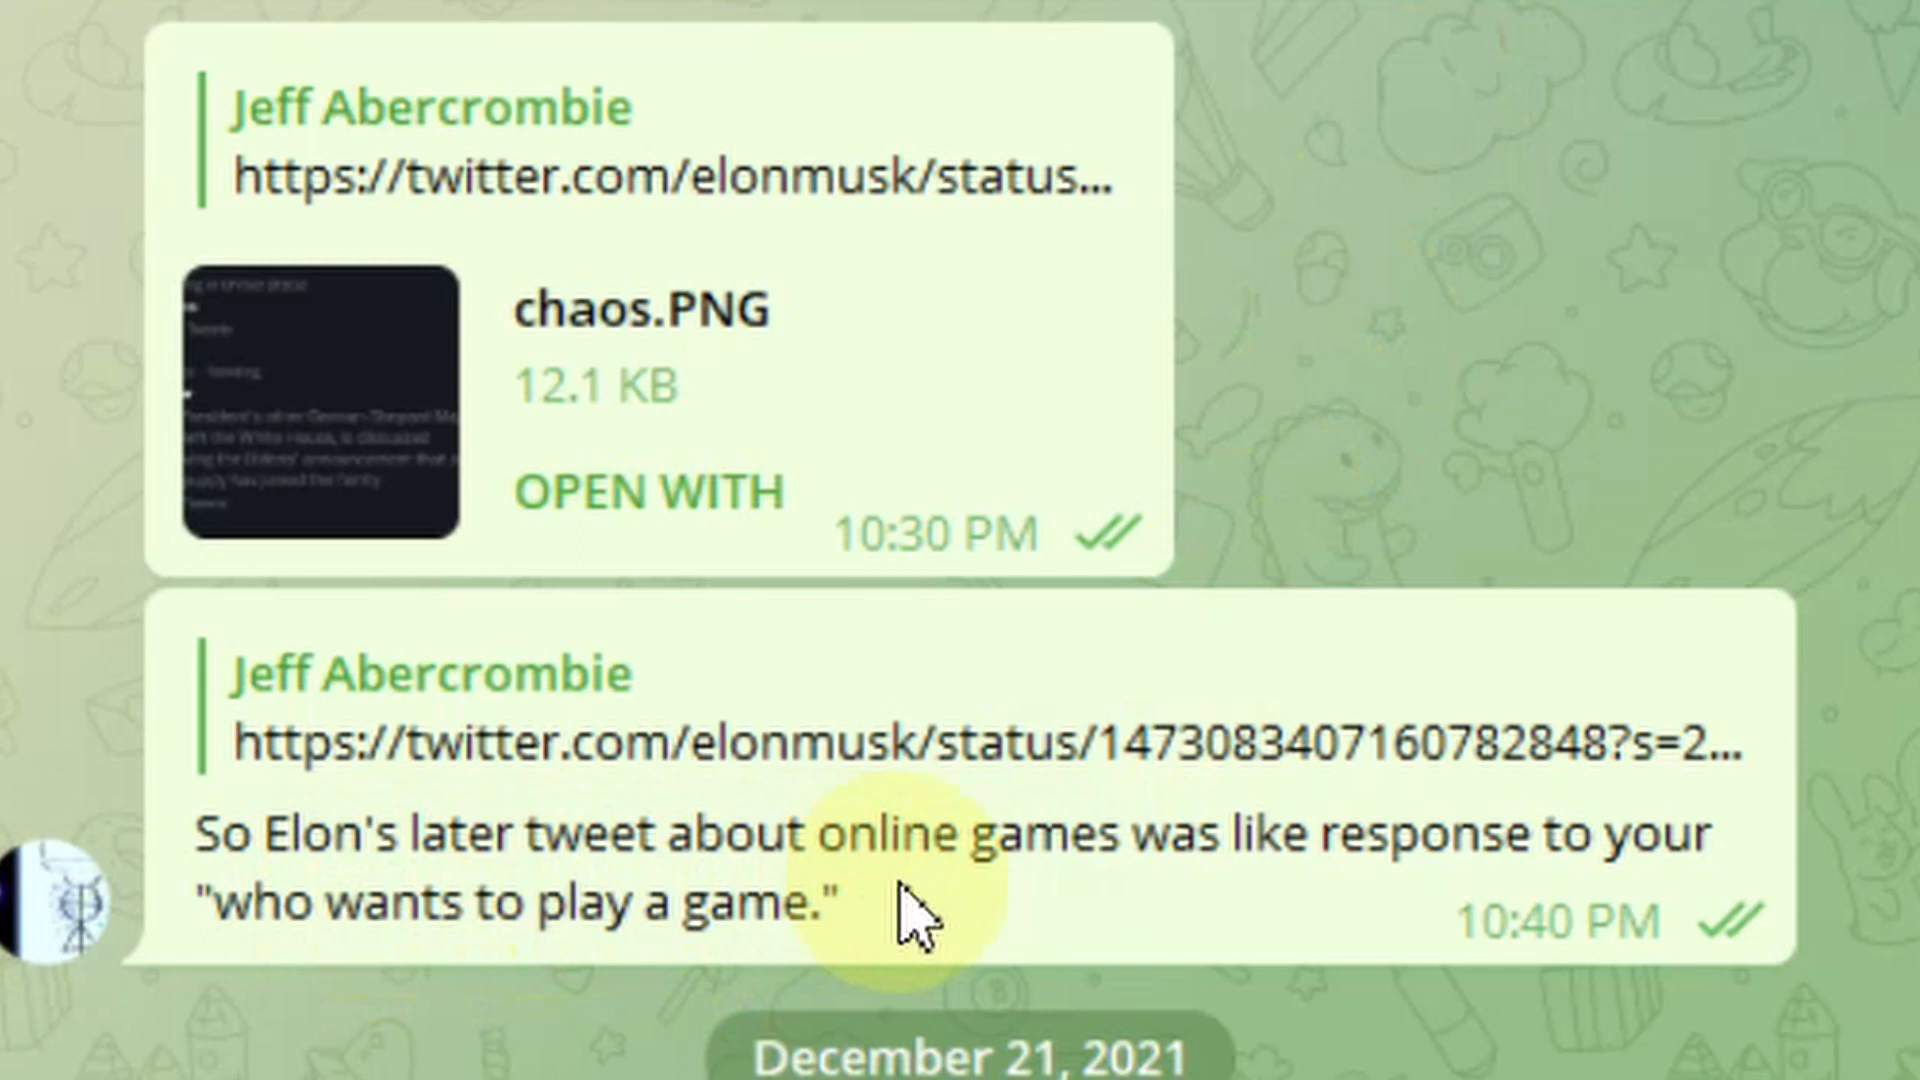 Jeff Abercrombie
https://twitter.com/elonmusk/status...
chaos.PNG
12.1 KB
OPEN WITH
10:30 PM
Jeff Abercrombie
https://twitter.com/elonmusk/status/1473083407160782848?s=2...
So Elon's later tweet about online games was like response to your
"who wants to play a game."
10:40 PM
December 21, 2021